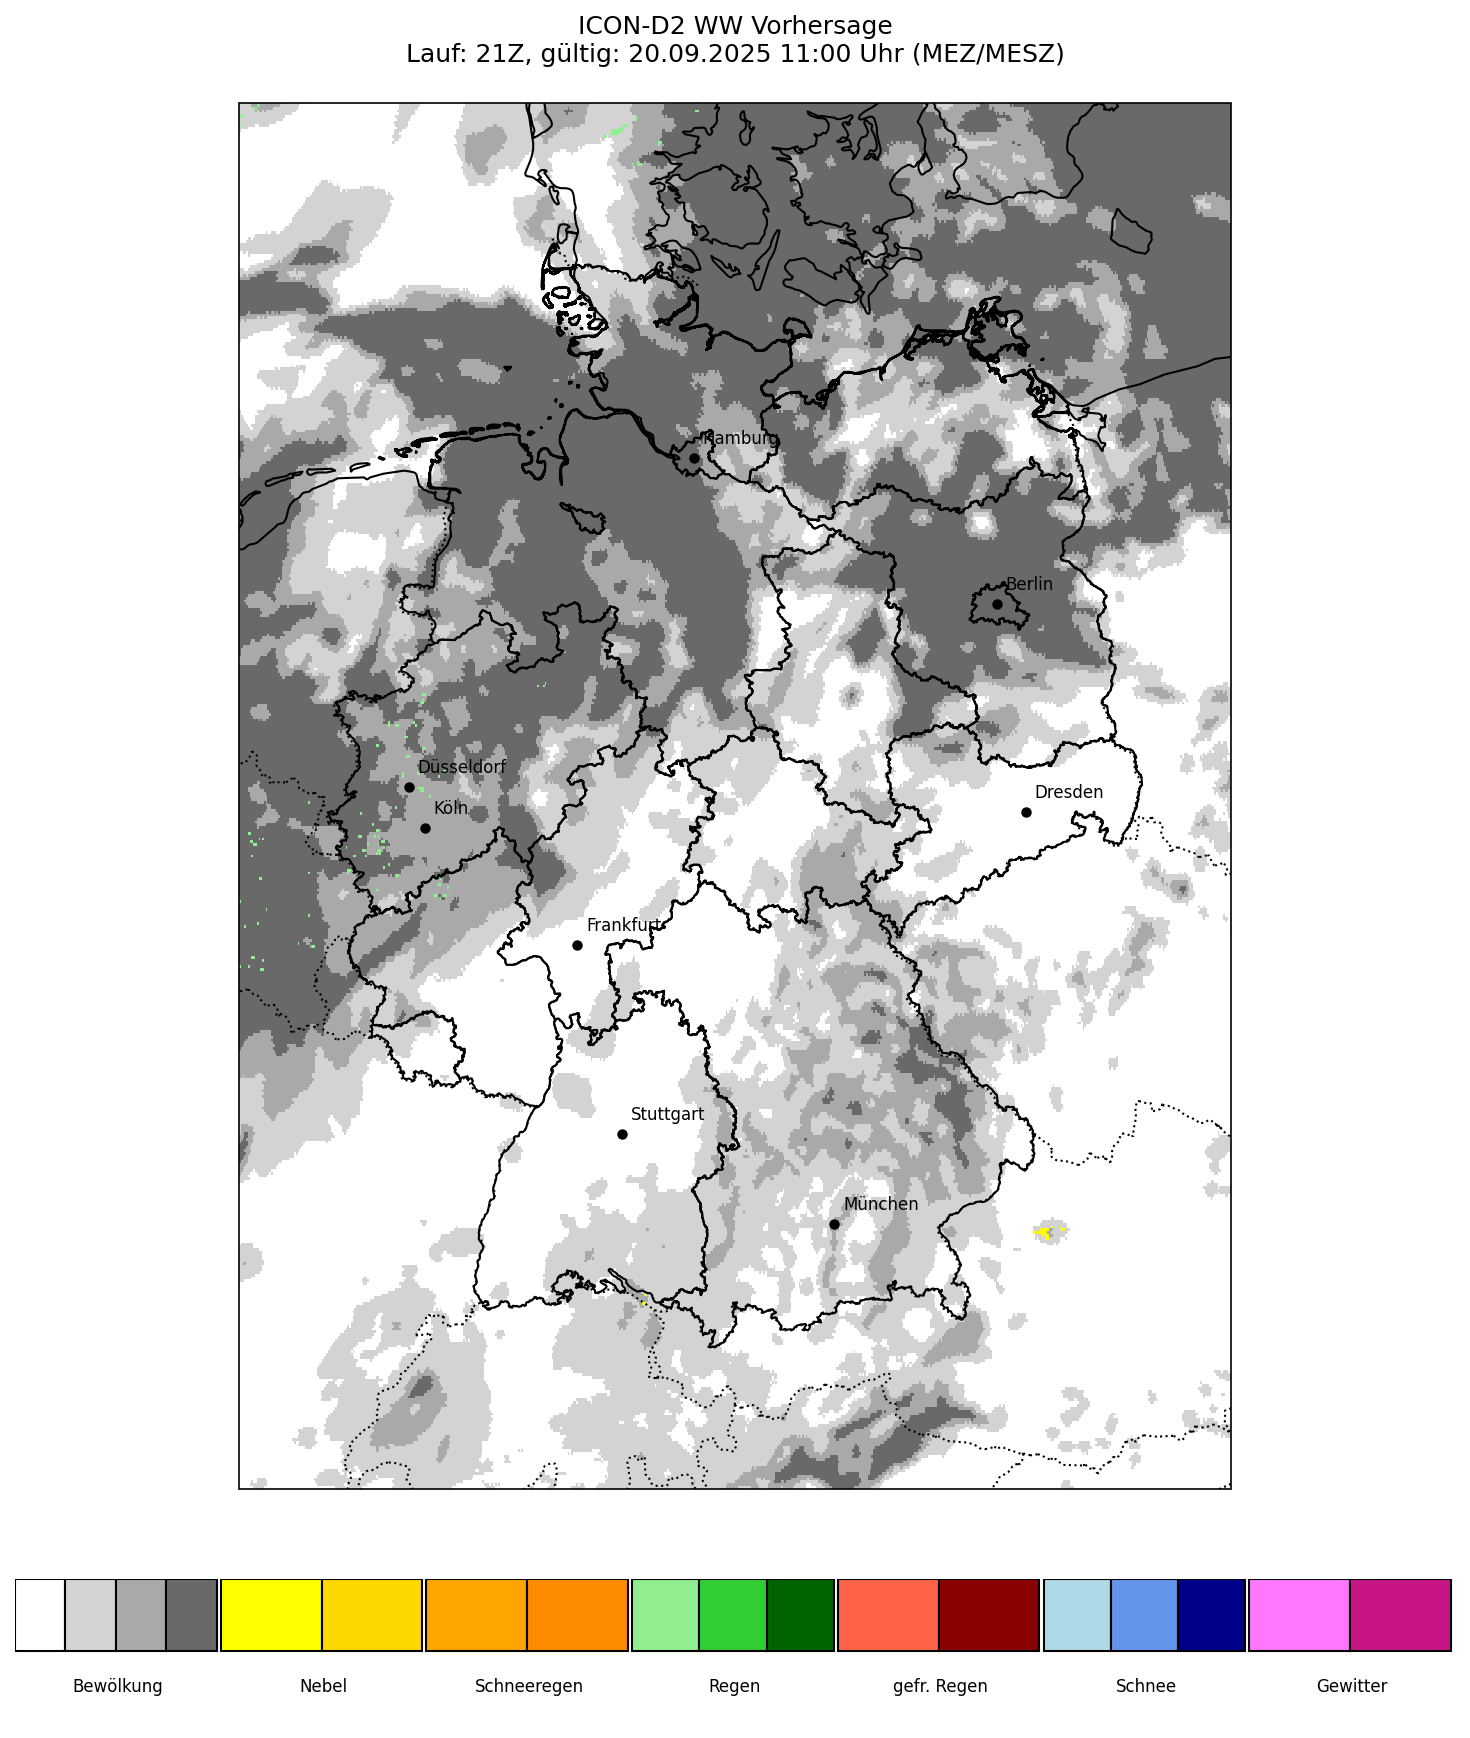 ICON-D2 WW Vorhersage
Lauf: 21Z, gültig: 20.09.2025 11:00 Uhr (MEZ/MESZ)
Hamburg
Berlin
Düsseldorf
Köln
Dresden
Frankfurt
Stuttgart
München
Bewölkung
Nebel
Schneeregen
Regen
gefr. Regen
Schnee
Gewitter